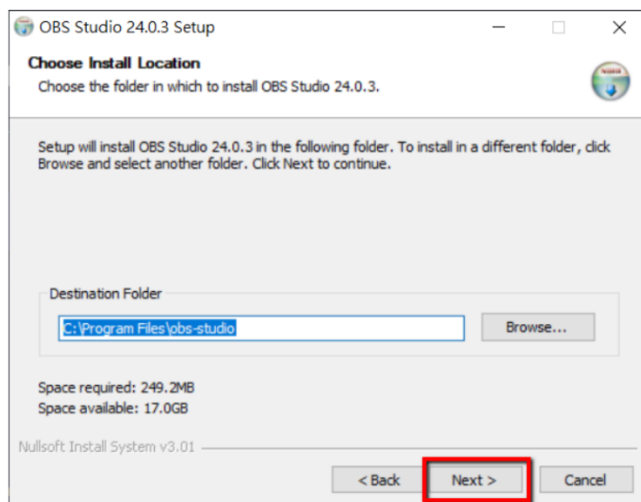 OBS Studio 24.0.3 Setup
Choose Install Location
Choose the folder in which to install OBS Studio 24.0.3.
Setup will install OBS Studio 24.0.3 in the following folder. To install in a different folder, click
Browse and select another folder. Click Next to continue.
Destination Folder
C:\Program Files\obs-studio
Browse...
Space required: 249.2MB
Space available: 17.0GB
Nullsoft Install System v3.01
< Back
Next >
Cancel